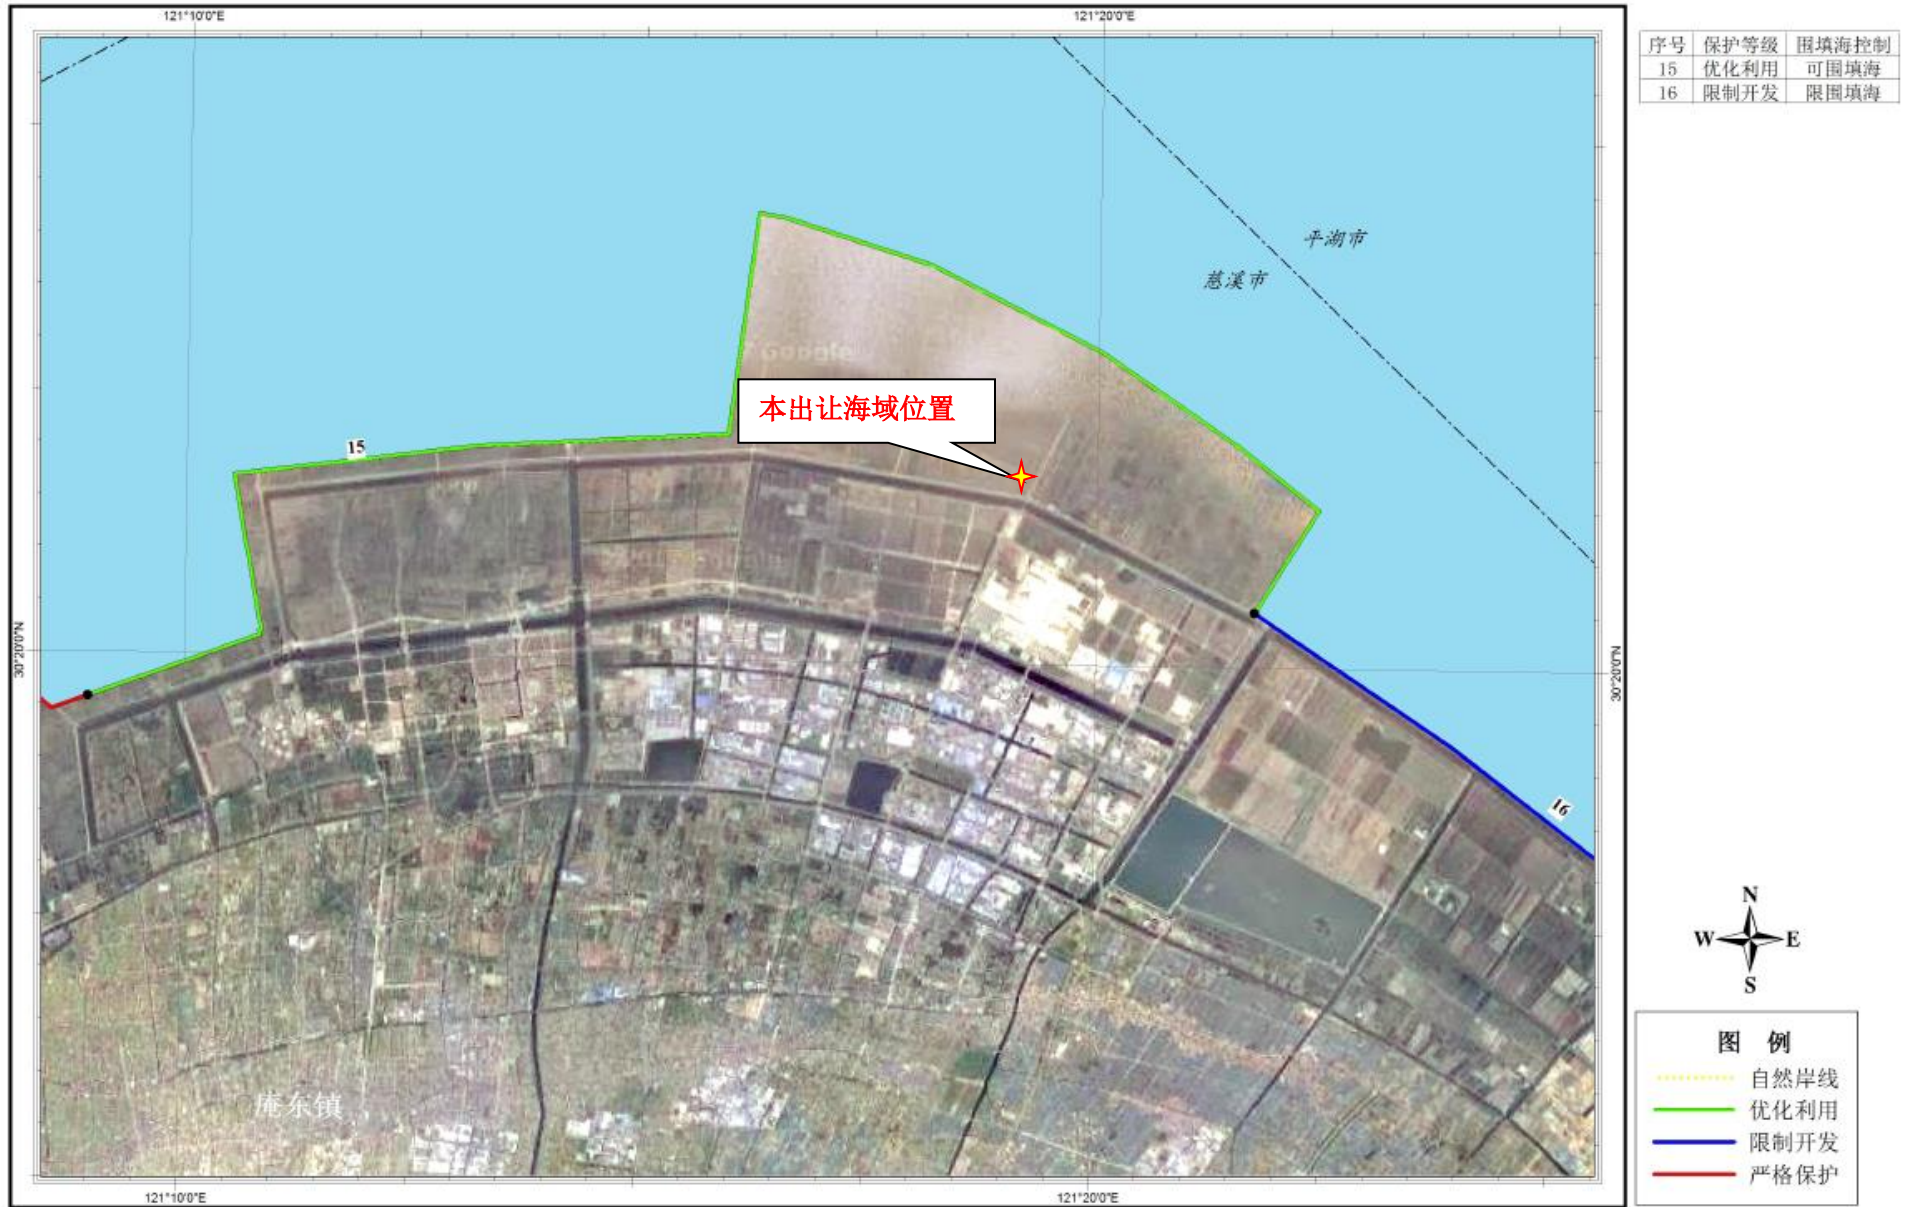 121°10'0"E
121°20'0"E
序号 保护等级 围填海控制
15 优化利用 可围填海
16 限制开发 限围填海
平湖市
慈溪市
Google
本出让海域位置
15
30°20'0"N
30°20'0"N
16
N
W E
S
庵东镇
图 例
自然岸线
优化利用
限制开发
严格保护
121°10'0"E
121°20'0"E